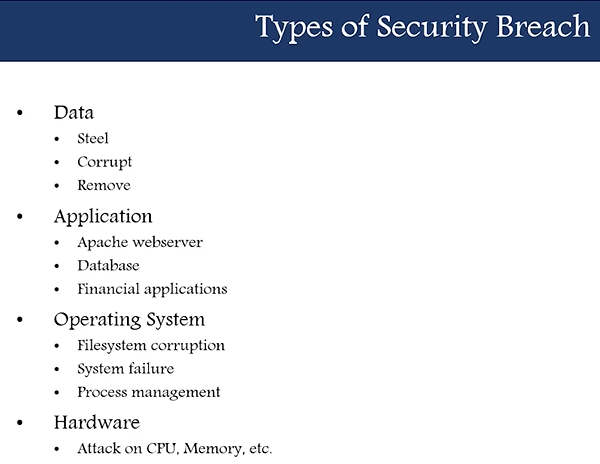 Types of Security Breach
• Data
• Steel
• Corrupt
• Remove
• Application
• Apache webserver
• Database
• Financial applications
• Operating System
• Filesystem corruption
• System failure
• Process management
• Hardware
• Attack on CPU, Memory, etc.